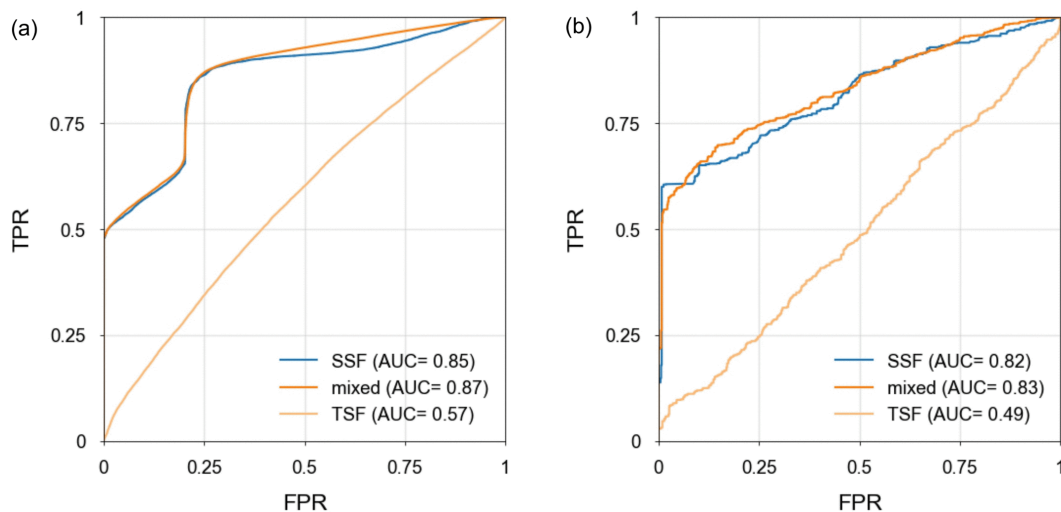 (a)
1
0.75
0.5
0.25
0
TPR
0
0.25
0.5
0.75
1
FPR
SSF (AUC= 0.85)
mixed (AUC= 0.87)
TSF (AUC= 0.57)
(b)
1
0.75
0.5
0.25
0
TPR
0
0.25
0.5
0.75
1
FPR
SSF (AUC= 0.82)
mixed (AUC= 0.83)
TSF (AUC= 0.49)